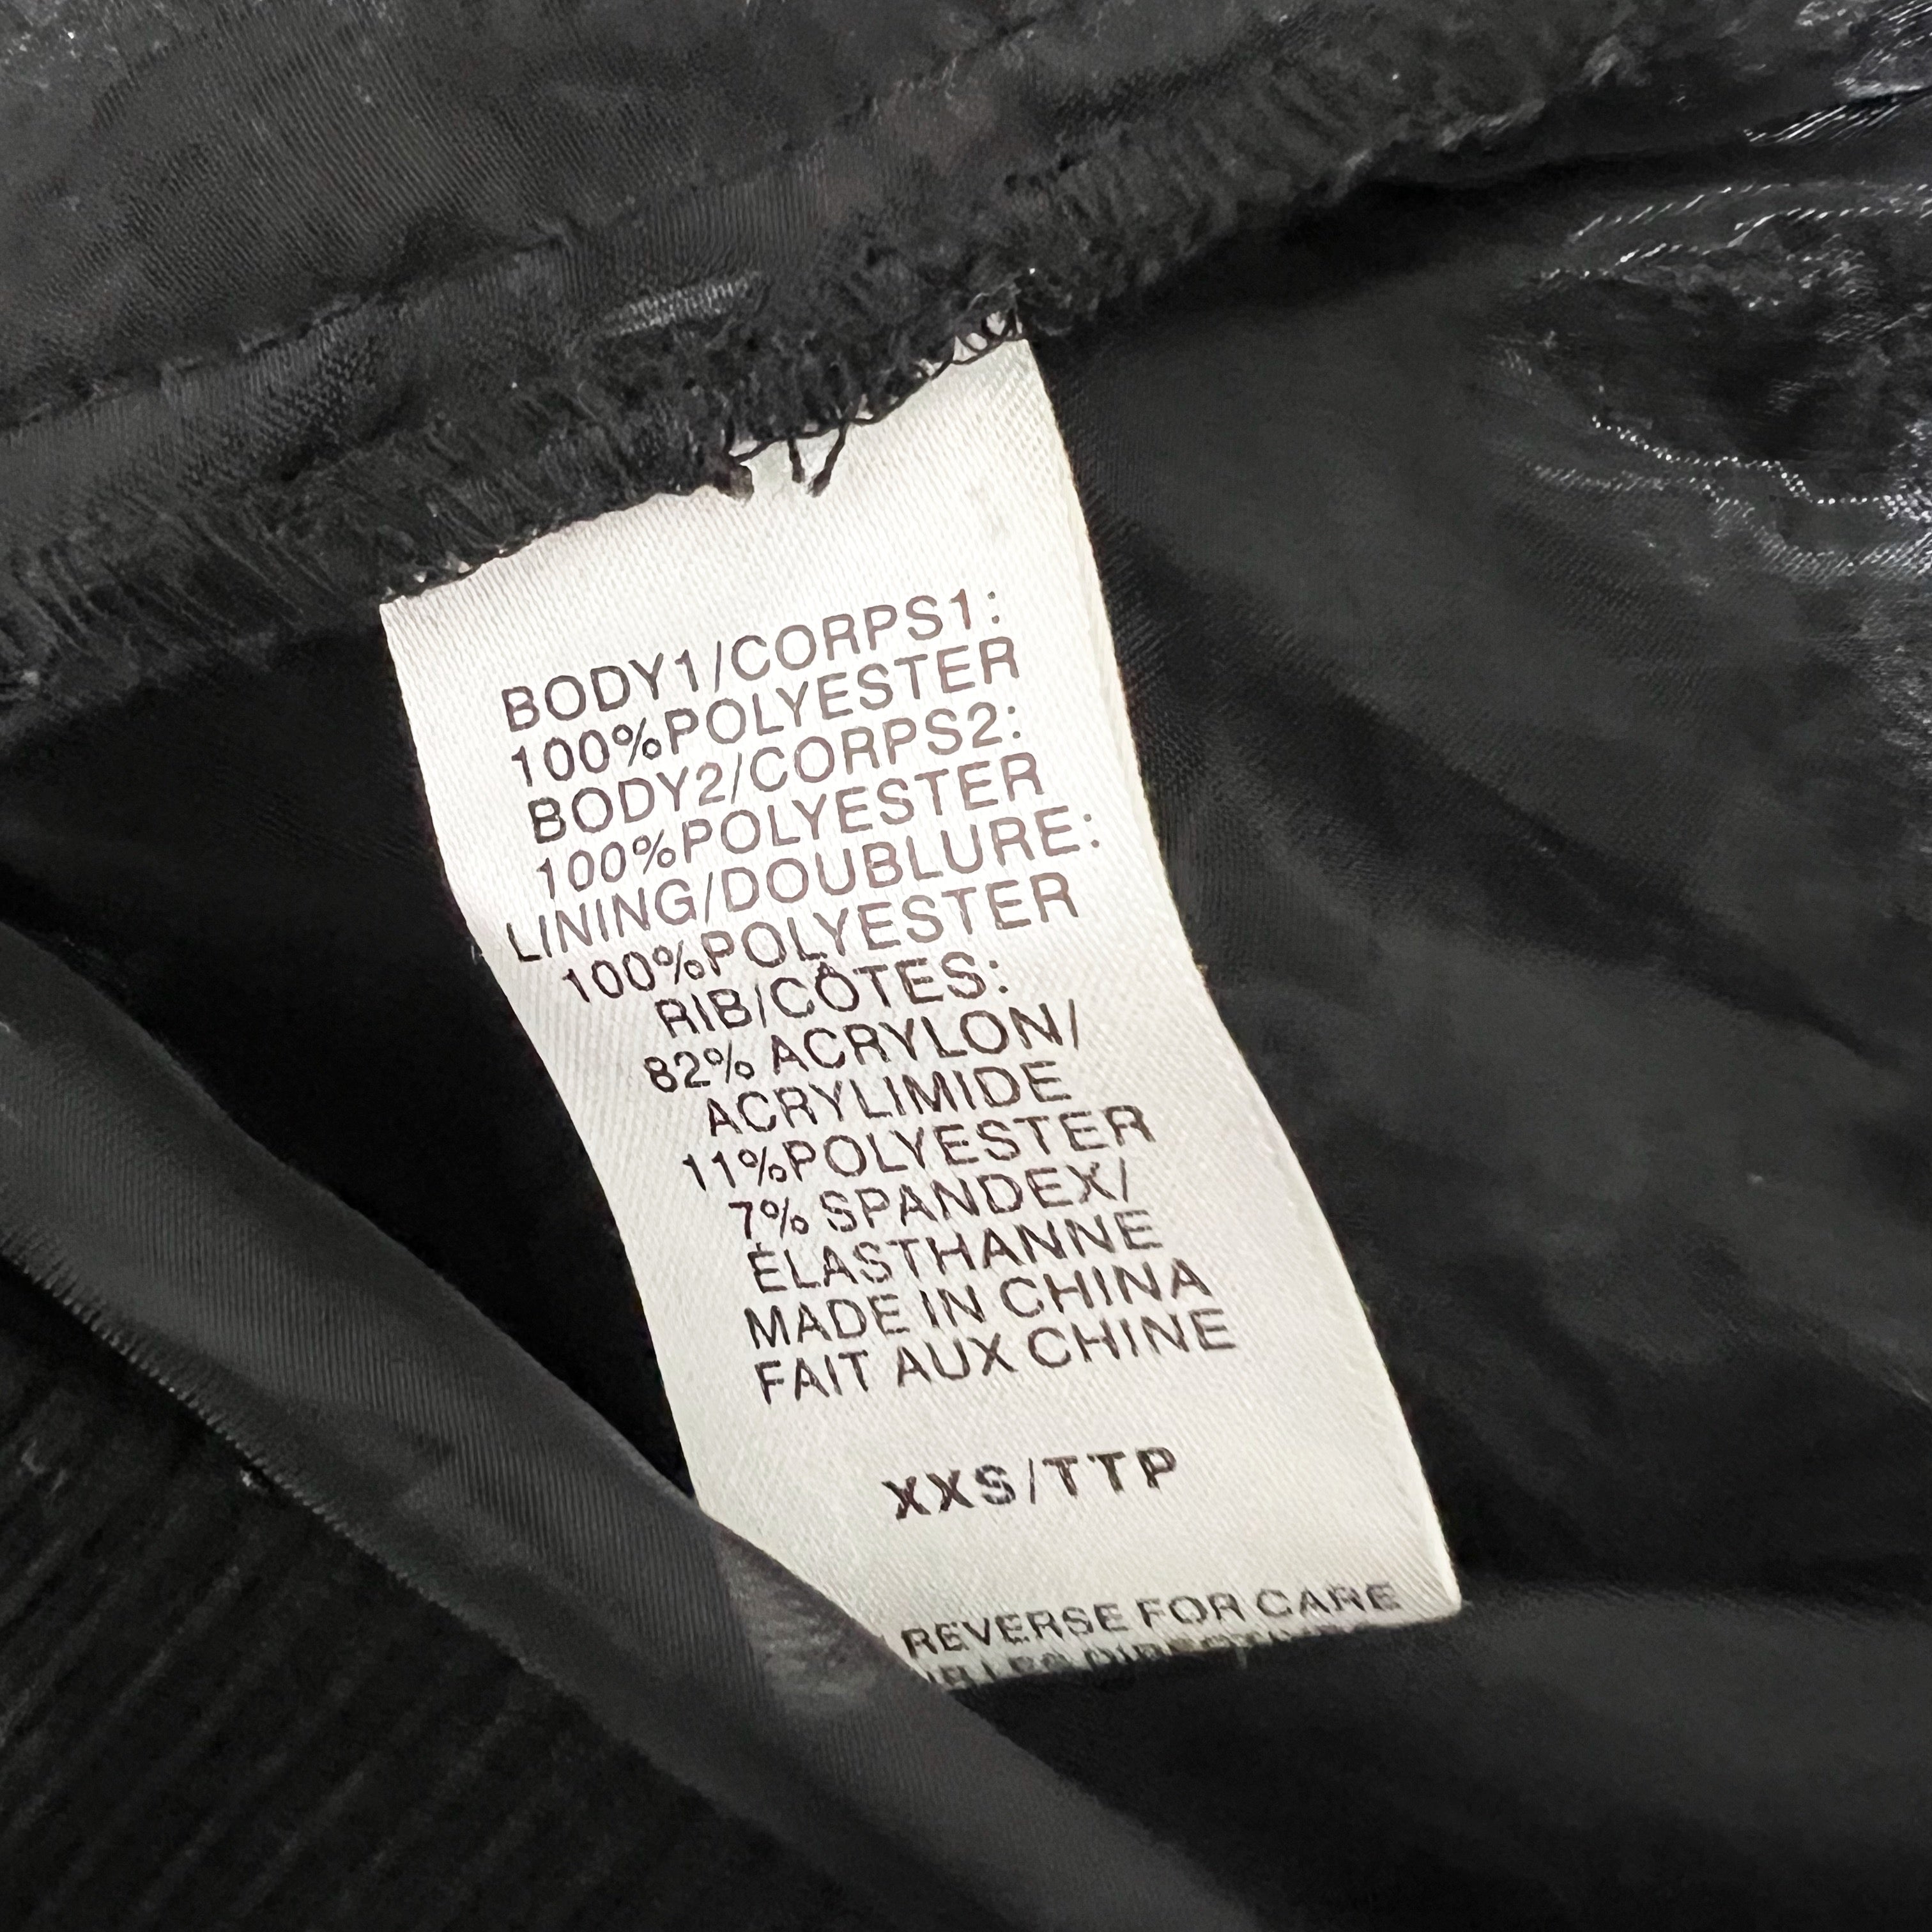 BODY1/CORPS1:
100%POLYESTER
BODY2/CORPS2:
100%POLYESTER
LINING/DOUBLURE:
100%POLYESTER
RIB/CÔTES:
82% ACRYLON/
ACRYLIMIDE
11%POLYESTER
7% SPANDEX/
ÉLASTHANNE
MADE IN CHINA
FAIT AUX CHINE
XXS/TTP
REVERSE FOR CARE
LES